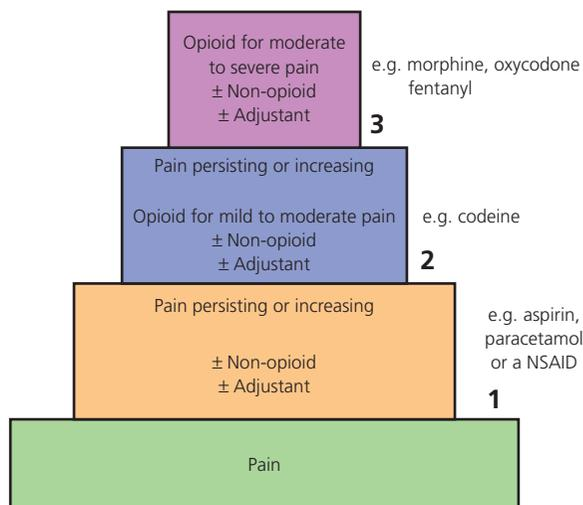 Opioid for moderate
to severe pain
± Non-opioid
± Adjustant
e.g. morphine, oxycodone
fentanyl
3
Pain persisting or increasing
Opioid for mild to moderate pain
± Non-opioid
± Adjustant
e.g. codeine
2
Pain persisting or increasing
± Non-opioid
± Adjustant
e.g. aspirin,
paracetamol
or a NSAID
1
Pain